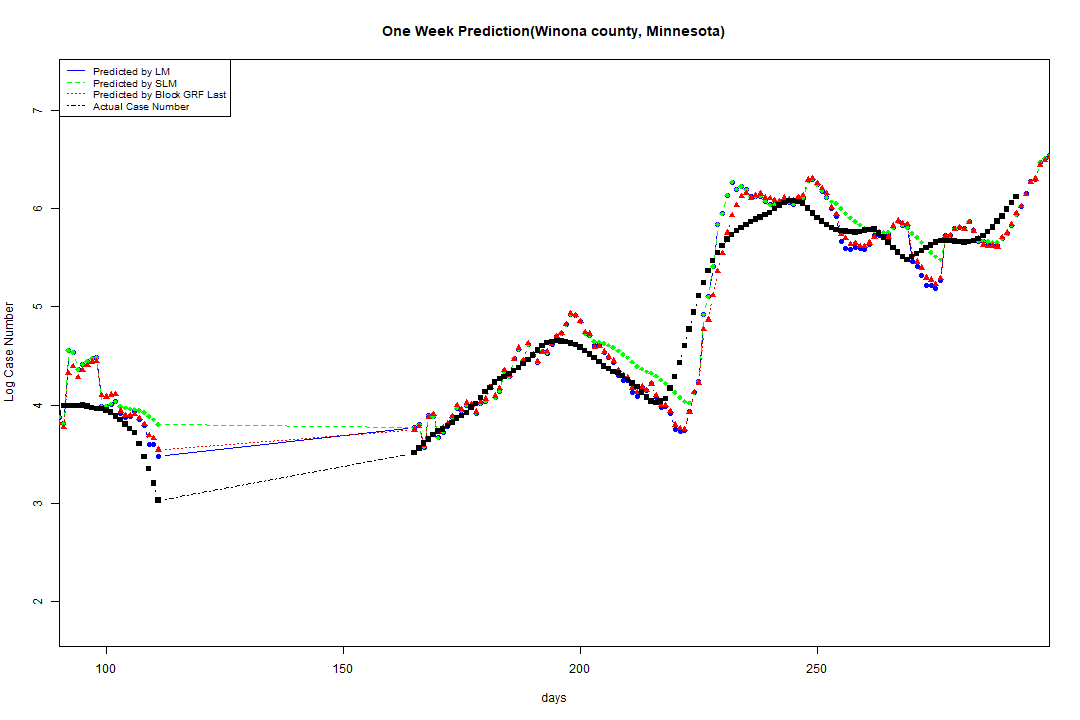 One Week Prediction(Winona county, Minnesota)
Predicted by LM
Predicted by SLM
Predicted by Block GRF Last
Actual Case Number
7
6
5
4
3
2
Log Case Number
100 150 200 250
days